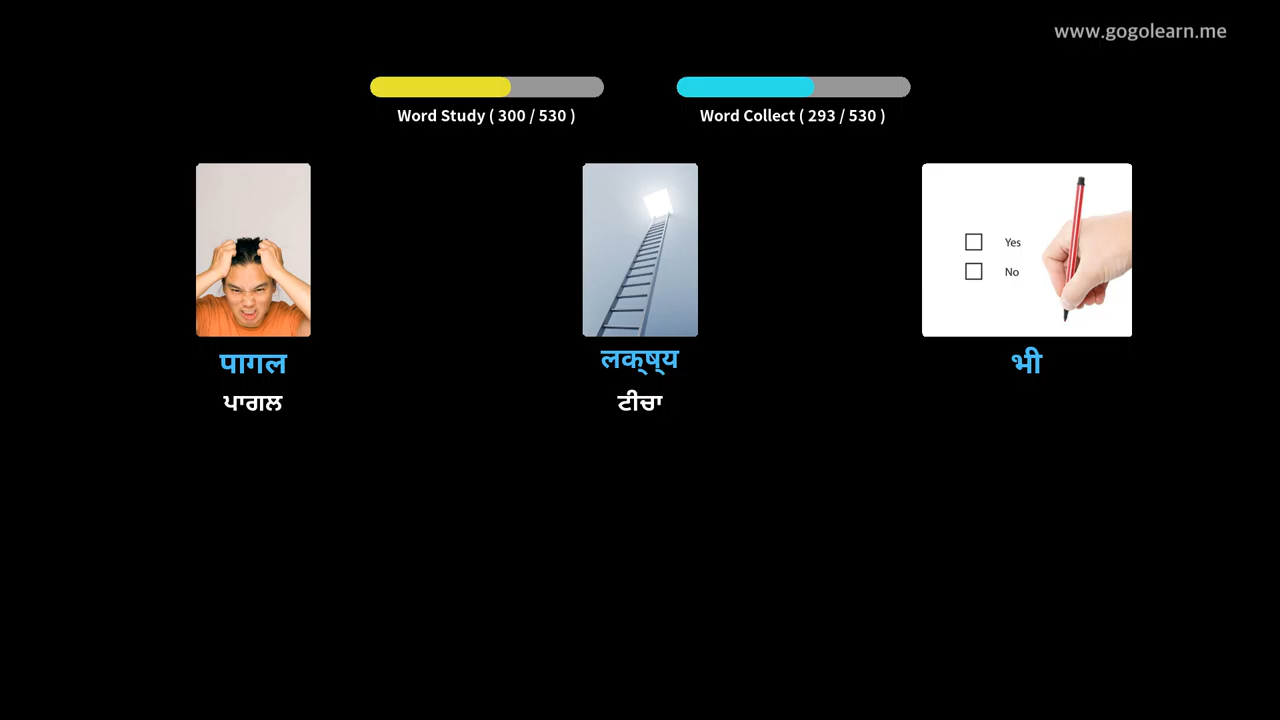 www.gogolearn.me
Word Study ( 300 / 530 )
Word Collect ( 293 / 530 )
Yes
No
पागल
लक्ष्य
भी
ਪਾਗਲ
ਟੀਚਾ